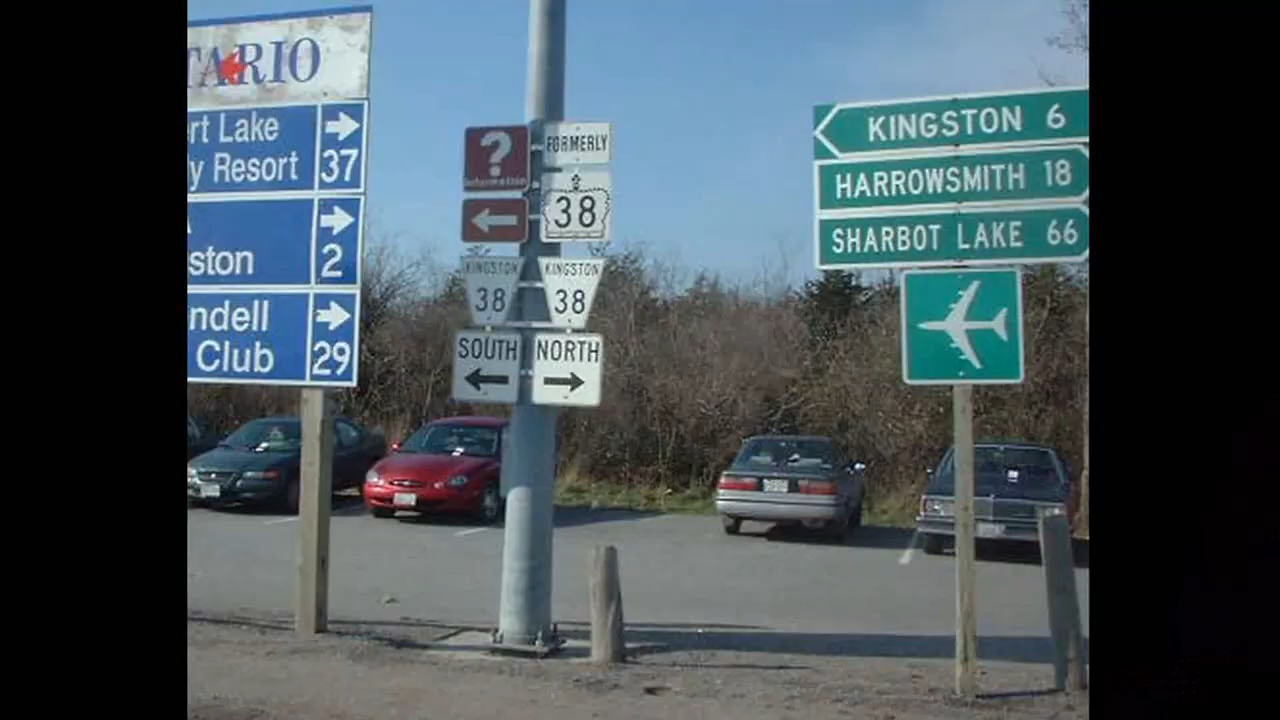 TARIO
rt Lake
y Resort
37
ston
2
ndell
Club
29
?
Information
FORMERLY
38
KINGSTON
38
SOUTH
KINGSTON
38
NORTH
KINGSTON 6
HARROWSMITH 18
SHARBOT LAKE 66